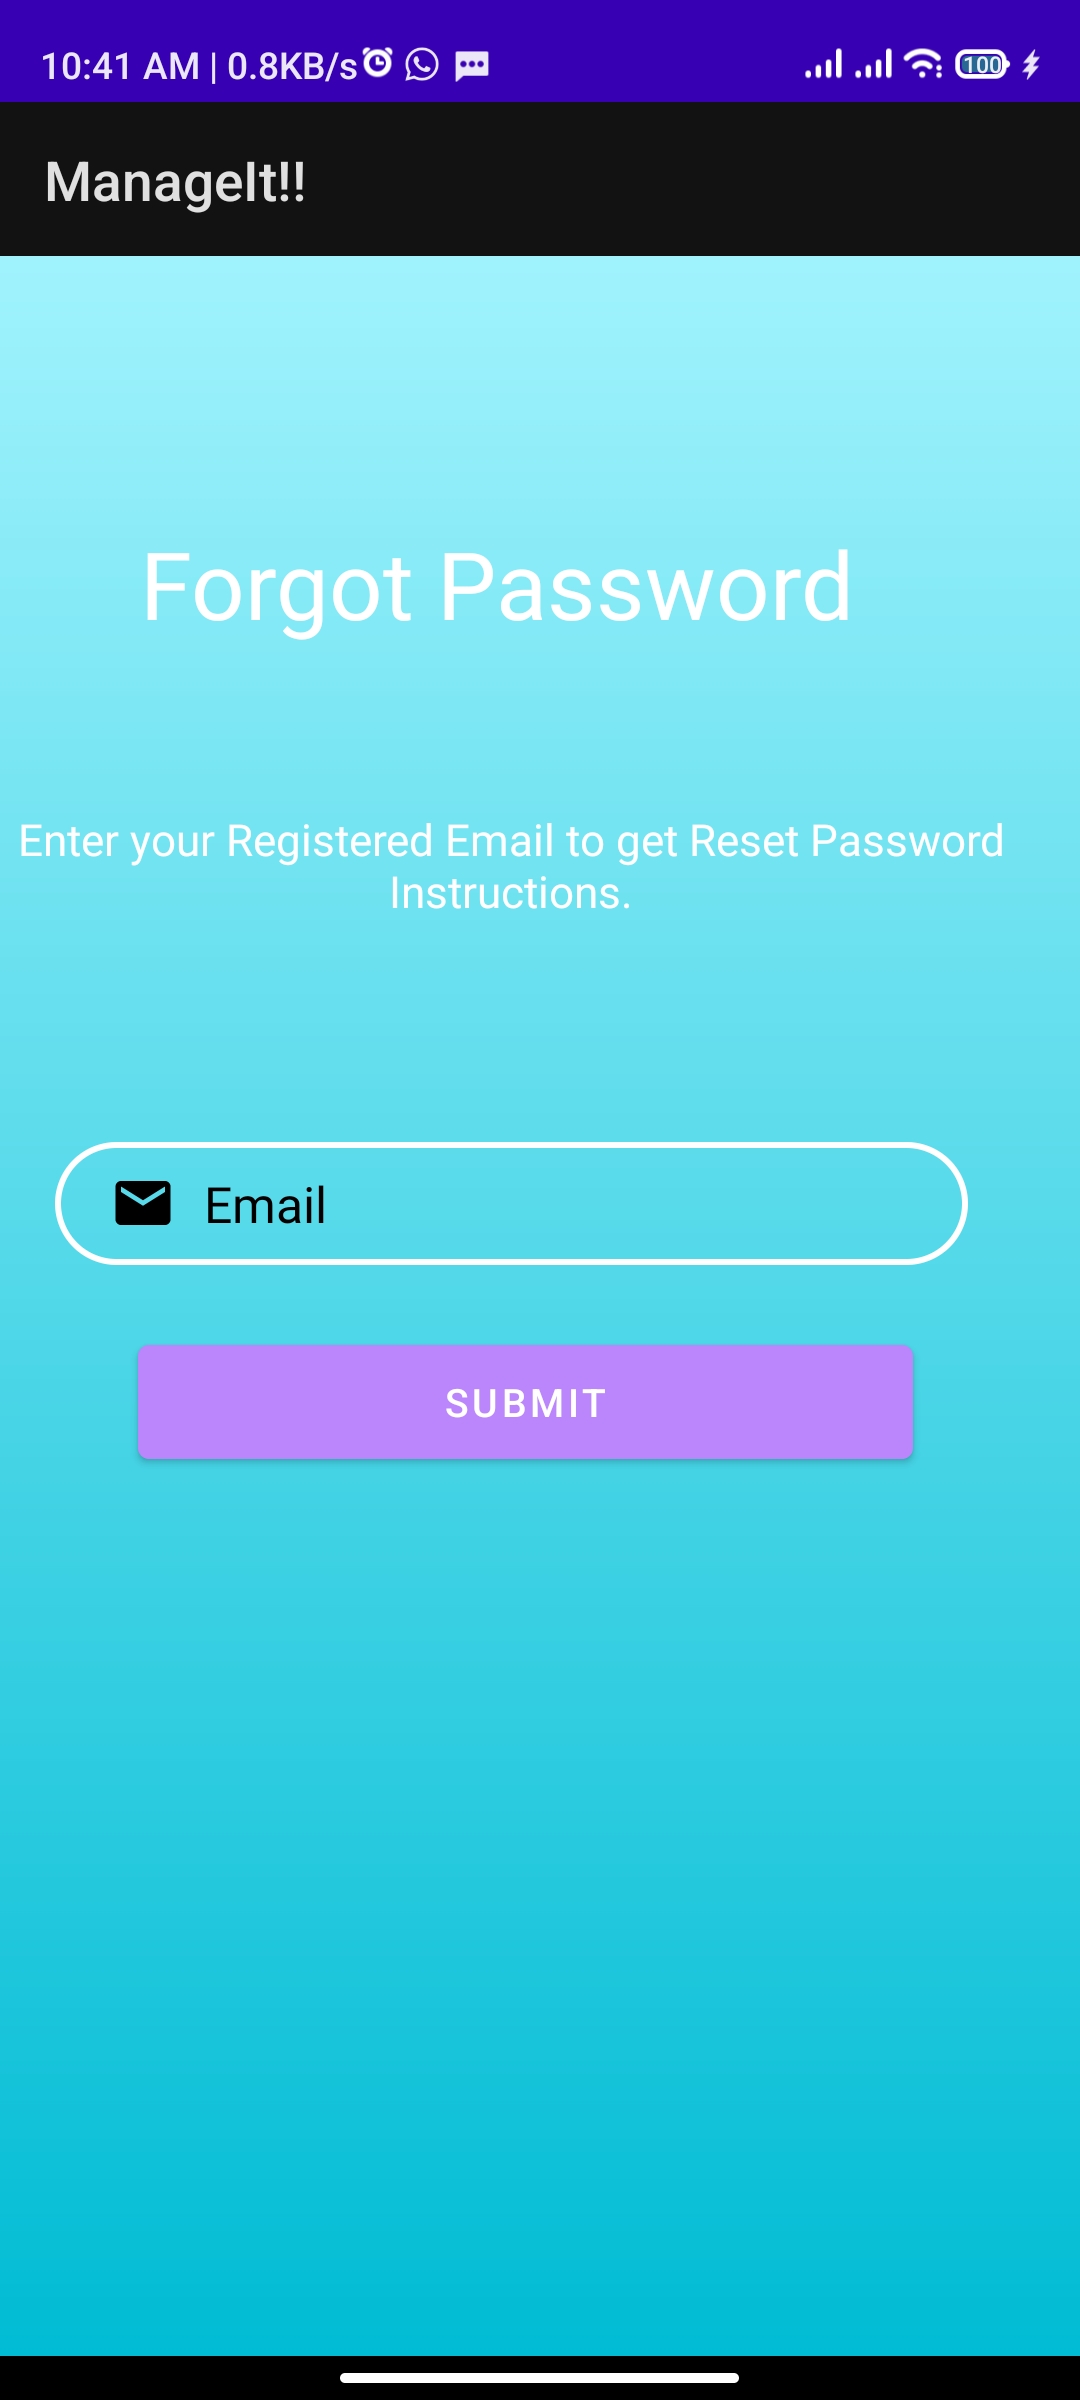 10:41 AM | 0.8KB/s
100
ManageIt!!
Forgot Password
Enter your Registered Email to get Reset Password
Instructions.
Email
SUBMIT